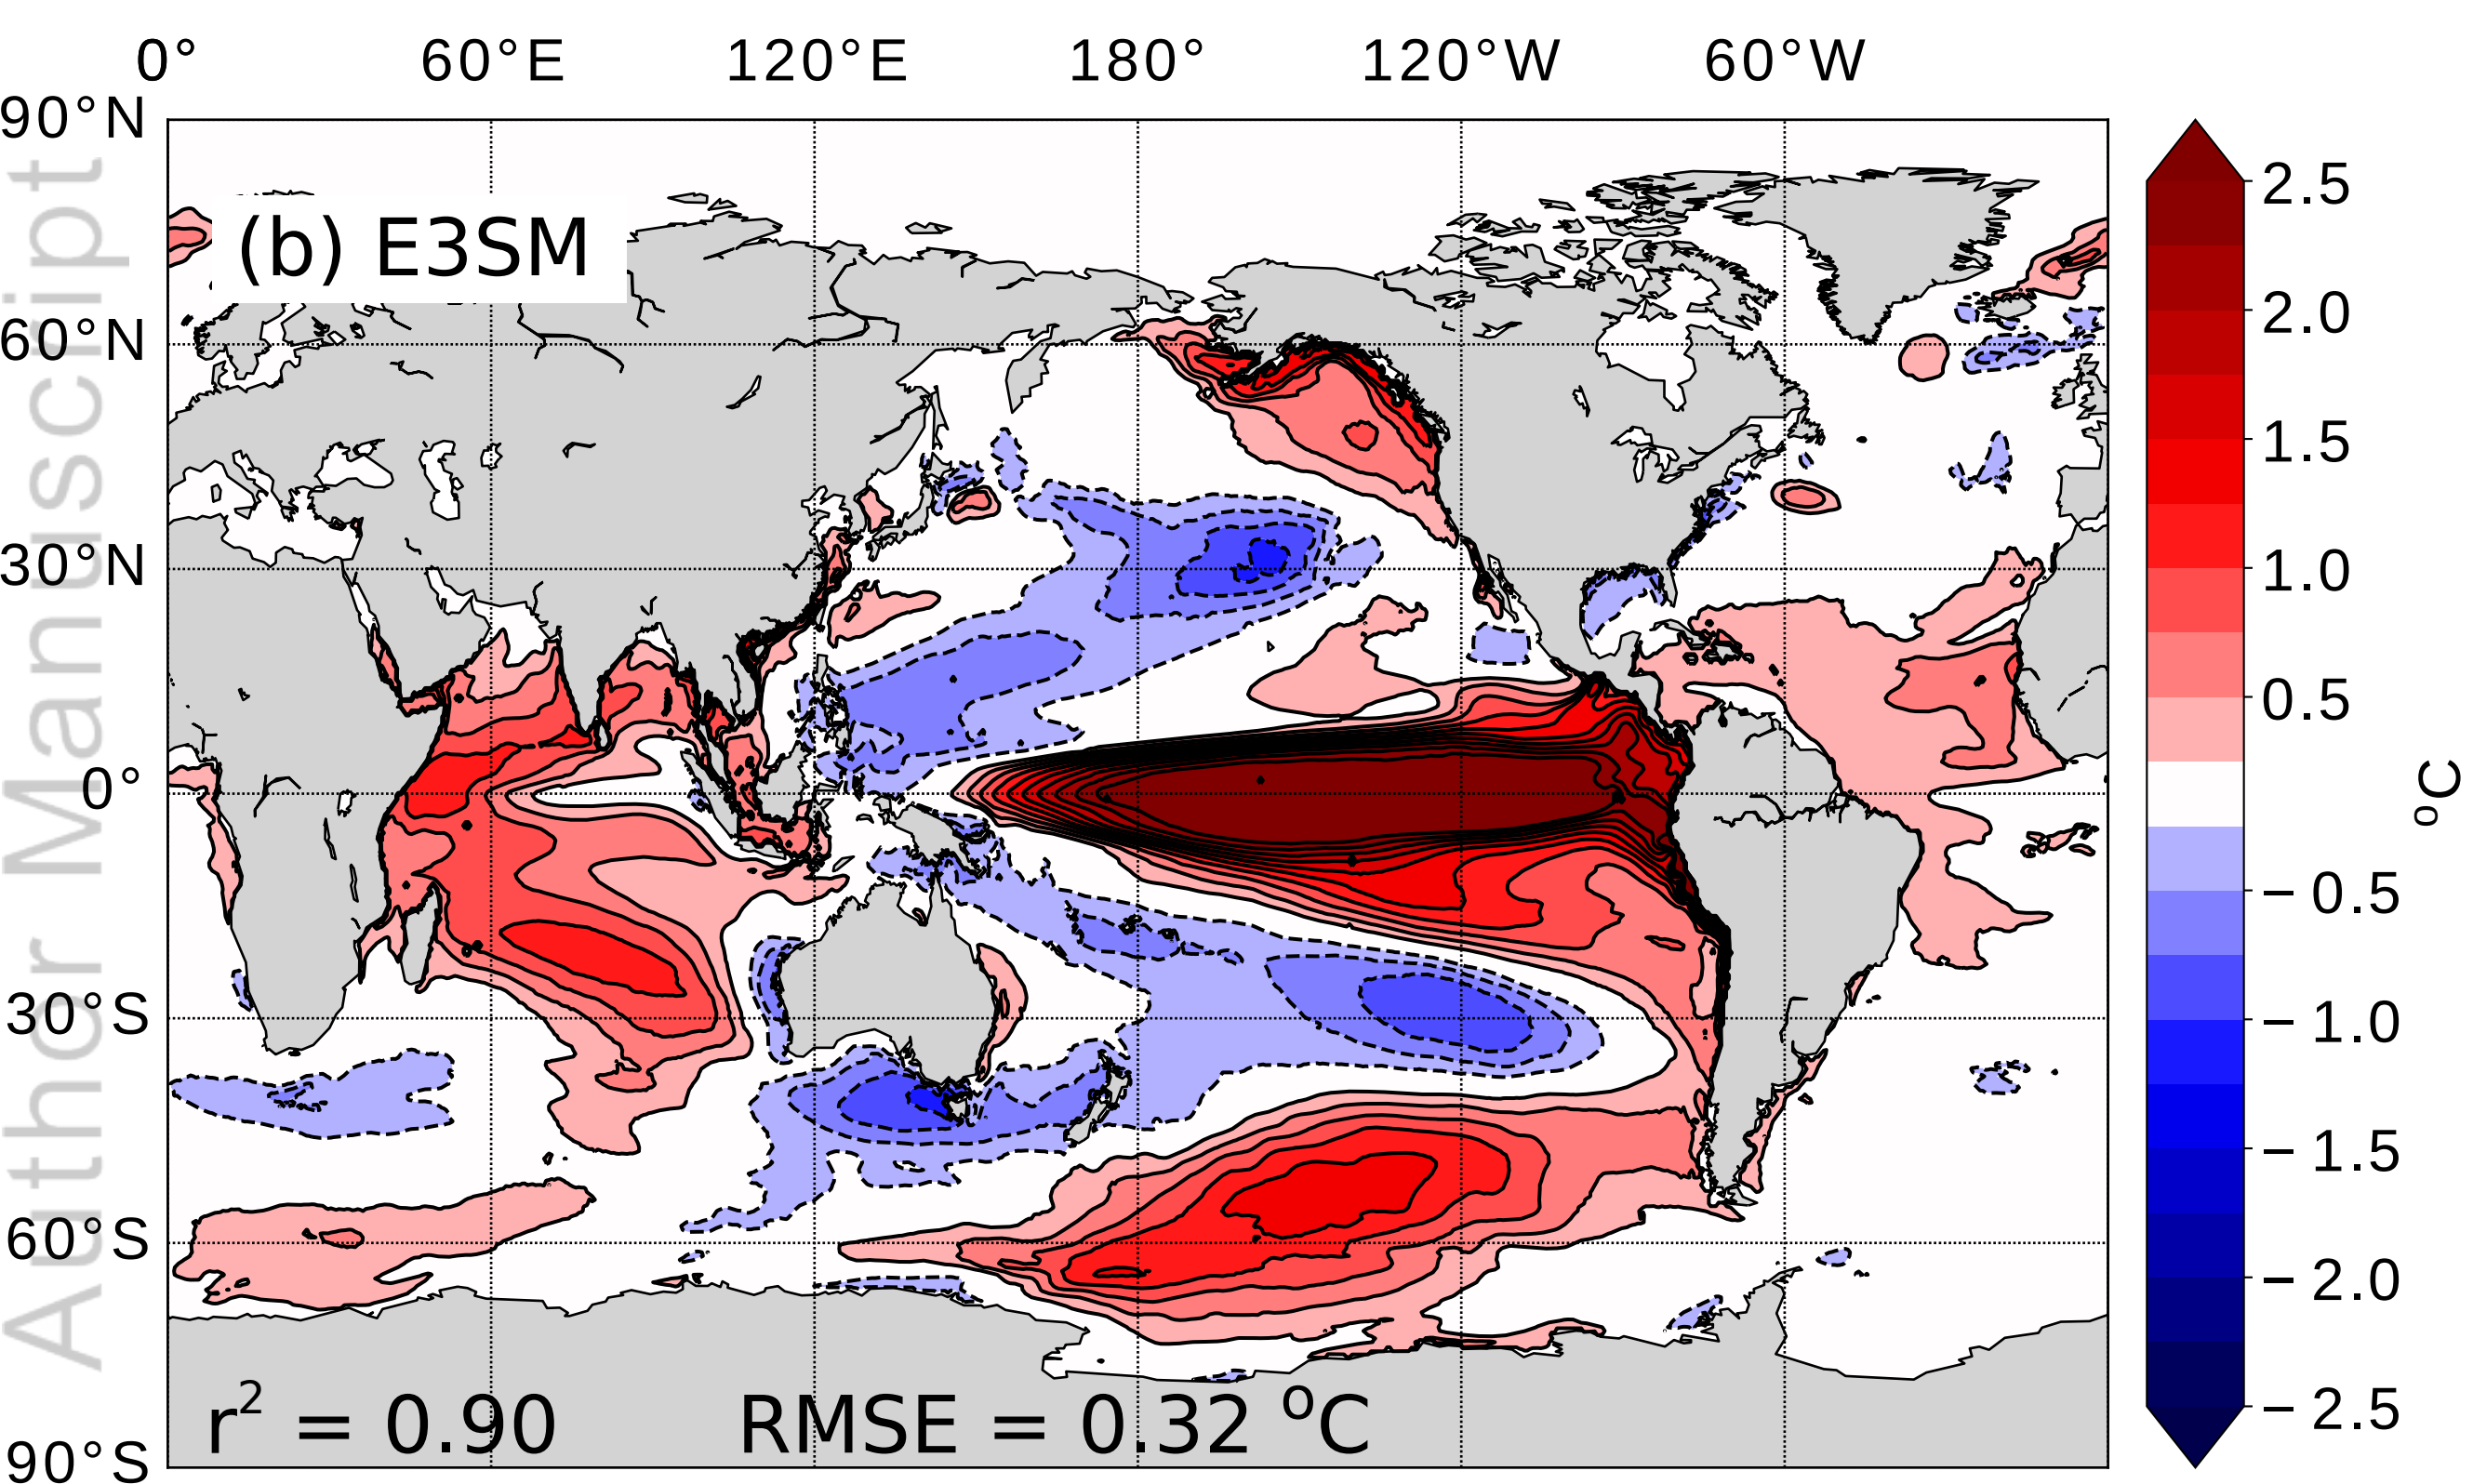 0° 60°E 120°E 180° 120°W 60°W
90°N
60°N
30°N
0°
30°S
60°S
90°S
(b) E3SM
r² = 0.90 RMSE = 0.32 °C
2.5
2.0
1.5
1.0
0.5
−0.5
−1.0
−1.5
−2.0
−2.5
°C
Author Manuscript